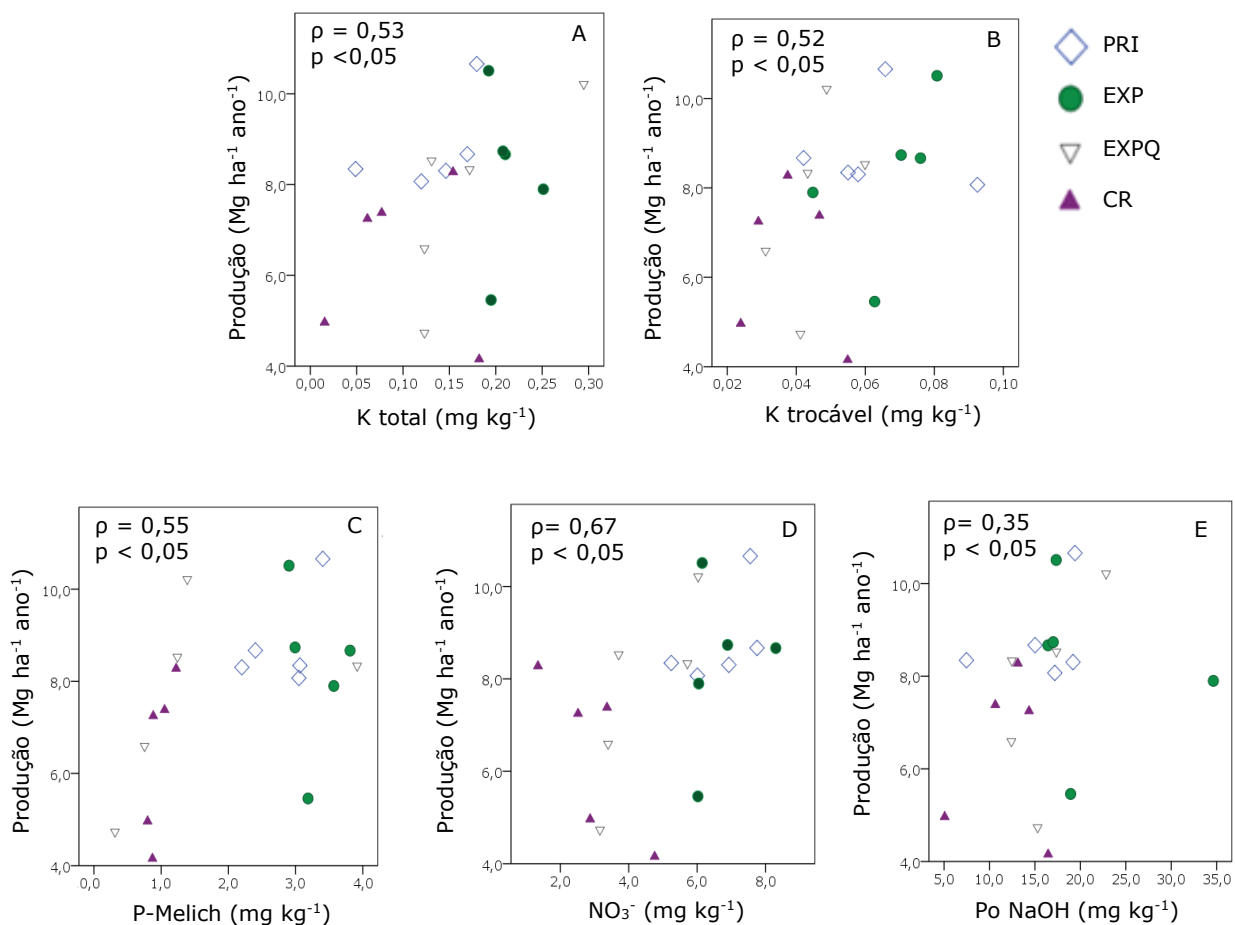 ρ = 0,53
p <0,05
A
10,0
8,0
6,0
4,0
Produção (Mg ha⁻¹ ano⁻¹)
0,00 0,05 0,10 0,15 0,20 0,25 0,30
K total (mg kg⁻¹)
ρ = 0,52
p < 0,05
B
10,0
8,0
6,0
4,0
Produção (Mg ha⁻¹ ano⁻¹)
0,02 0,04 0,06 0,08 0,10
K trocável (mg kg⁻¹)
PRI
EXP
EXPQ
CR
ρ = 0,55
p < 0,05
C
10,0
8,0
6,0
4,0
Produção (Mg ha⁻¹ ano⁻¹)
0,0 1,0 2,0 3,0 4,0
P-Melich (mg kg⁻¹)
ρ= 0,67
p < 0,05
D
10,0
8,0
6,0
4,0
Produção (Mg ha⁻¹ ano⁻¹)
2,0 4,0 6,0 8,0
NO₃⁻ (mg kg⁻¹)
ρ= 0,35
p < 0,05
E
10,0
8,0
6,0
4,0
Produção (Mg ha⁻¹ ano⁻¹)
5,0 10,0 15,0 20,0 25,0 30,0 35,0
Po NaOH (mg kg⁻¹)